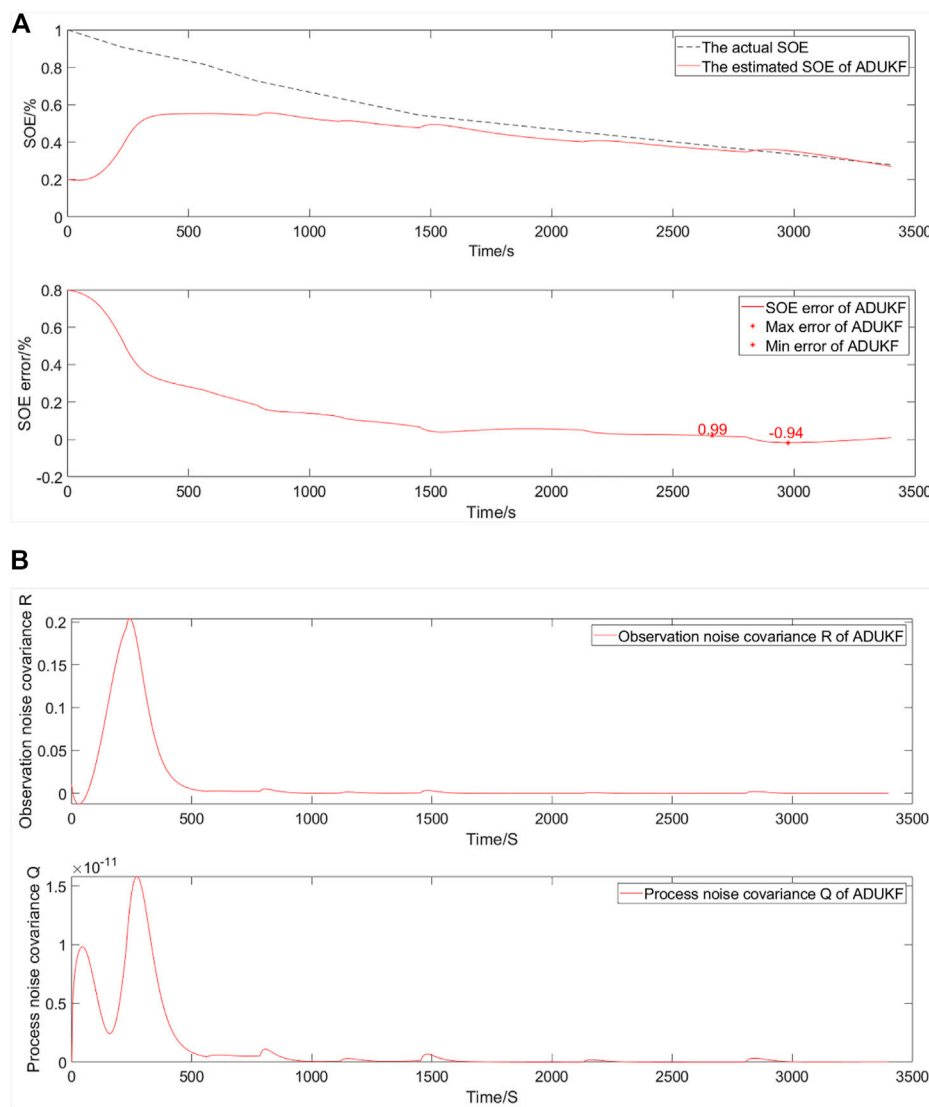 A
The actual SOE
The estimated SOE of ADUKF
SOE/%
1
0.8
0.6
0.4
0.2
0
0 500 1000 1500 2000 2500 3000 3500
Time/s
SOE error of ADUKF
Max error of ADUKF
Min error of ADUKF
SOE error/%
0.8
0.6
0.4
0.2
0
-0.2
0.99
-0.94
0 500 1000 1500 2000 2500 3000 3500
Time/s
B
Observation noise covariance R of ADUKF
Observation noise covariance R
0.2
0.15
0.1
0.05
0
0 500 1000 1500 2000 2500 3000 3500
Time/S
×10-11
Process noise covariance Q of ADUKF
Process noise covariance Q
1.5
1
0.5
0
0 500 1000 1500 2000 2500 3000 3500
Time/S